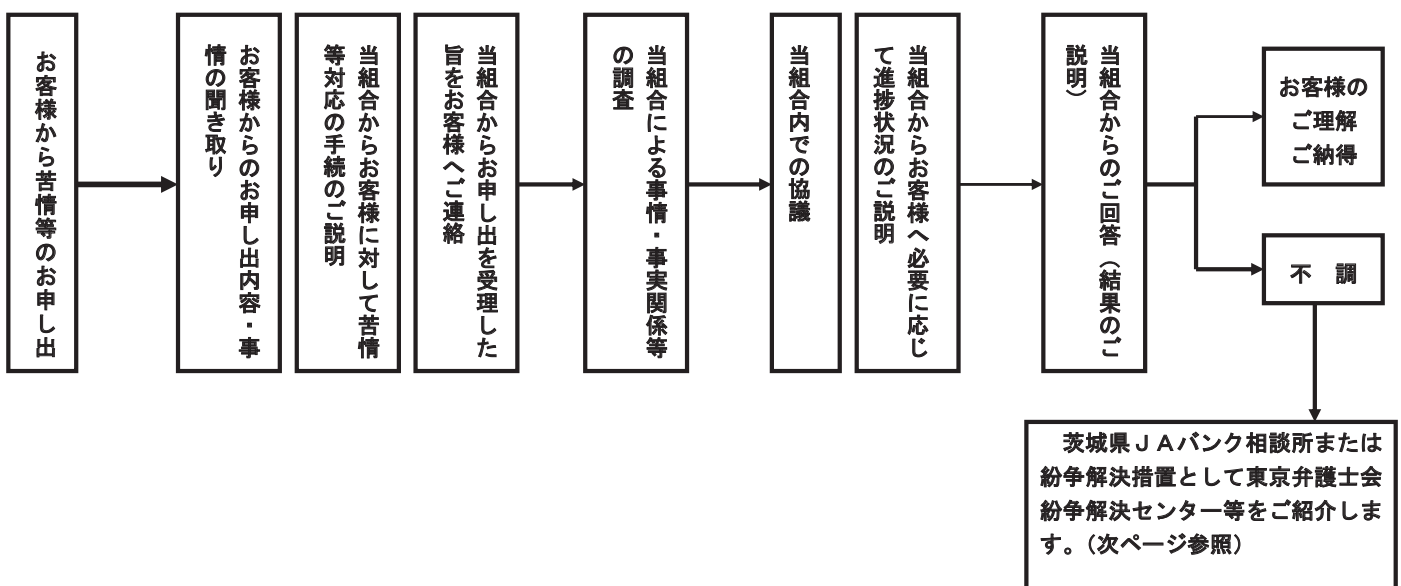 お客様から苦情等のお申し出
お客様からのお申し出内容・事
情の聞き取り
当組合からお客様に対して苦情
等対応の手続のご説明
当組合からお申し出を受理した
旨をお客様へご連絡
当組合による事情・事実関係等
の調査
当組合内での協議
当組合からお客様へ必要に応じ
て進捗状況のご説明
当組合からのご回答（結果のご
説明）
お客様の
ご理解
ご納得
不　調
茨城県ＪＡバンク相談所または
紛争解決措置として東京弁護士会
紛争解決センター等をご紹介しま
す。（次ページ参照）